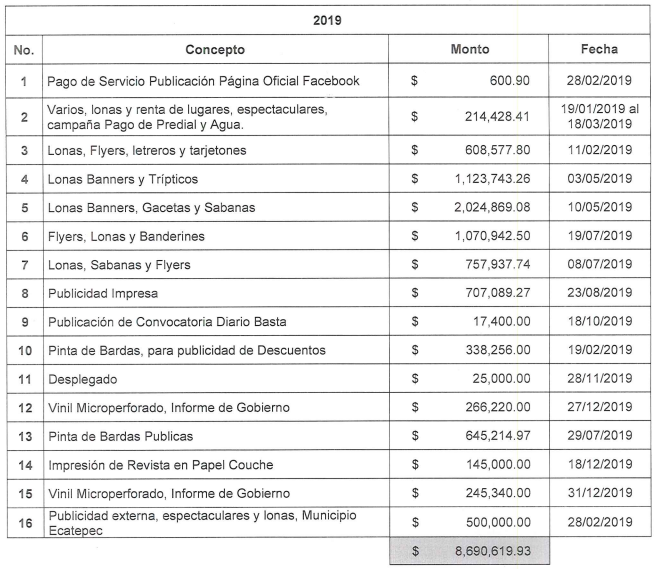 2019
No. Concepto Monto Fecha
1 Pago de Servicio Publicación Página Oficial Facebook $ 600.90 28/02/2019
2 Varios, lonas y renta de lugares, espectaculares, campaña Pago de Predial y Agua. $ 214,428.41 19/01/2019 al 18/03/2019
3 Lonas, Flyers, letreros y tarjetones $ 608,577.80 11/02/2019
4 Lonas Banners y Trípticos $ 1,123,743.26 03/05/2019
5 Lonas Banners, Gacetas y Sabanas $ 2,024,869.08 10/05/2019
6 Flyers, Lonas y Banderines $ 1,070,942.50 19/07/2019
7 Lonas, Sabanas y Flyers $ 757,937.74 08/07/2019
8 Publicidad Impresa $ 707,089.27 23/08/2019
9 Publicación de Convocatoria Diario Basta $ 17,400.00 18/10/2019
10 Pinta de Bardas, para publicidad de Descuentos $ 338,256.00 19/02/2019
11 Desplegado $ 25,000.00 28/11/2019
12 Vinil Microperforado, Informe de Gobierno $ 266,220.00 27/12/2019
13 Pinta de Bardas Publicas $ 645,214.97 29/07/2019
14 Impresión de Revista en Papel Couche $ 145,000.00 18/12/2019
15 Vinil Microperforado, Informe de Gobierno $ 245,340.00 31/12/2019
16 Publicidad externa, espectaculares y lonas, Municipio Ecatepec $ 500,000.00 28/02/2019
$ 8,690,619.93